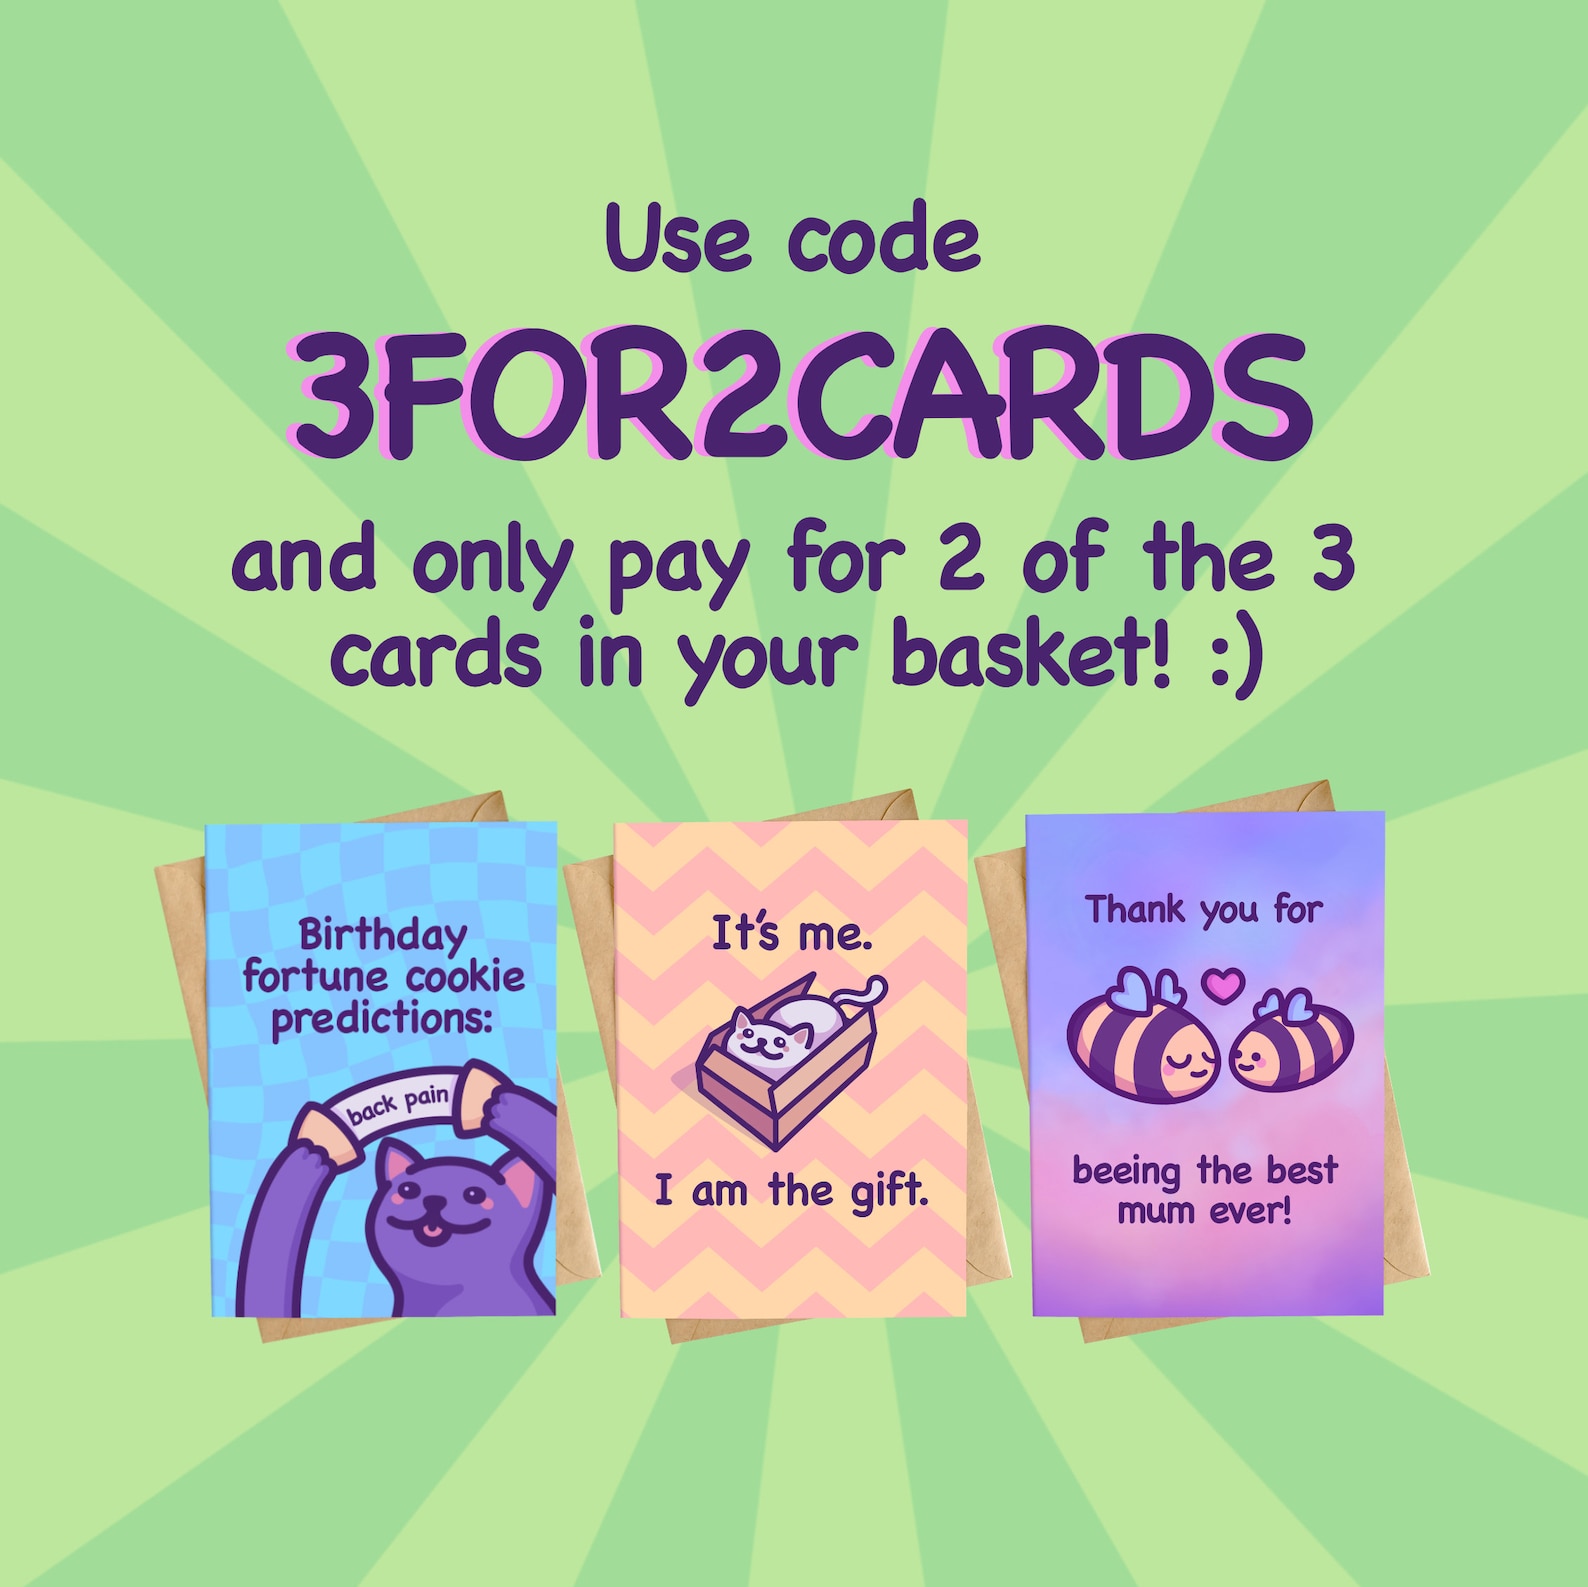 Use code
3FOR2CARDS
and only pay for 2 of the 3
cards in your basket! :)
Birthday
fortune cookie
predictions:
back pain
It's me.
I am the gift.
Thank you for
beeing the best
mum ever!